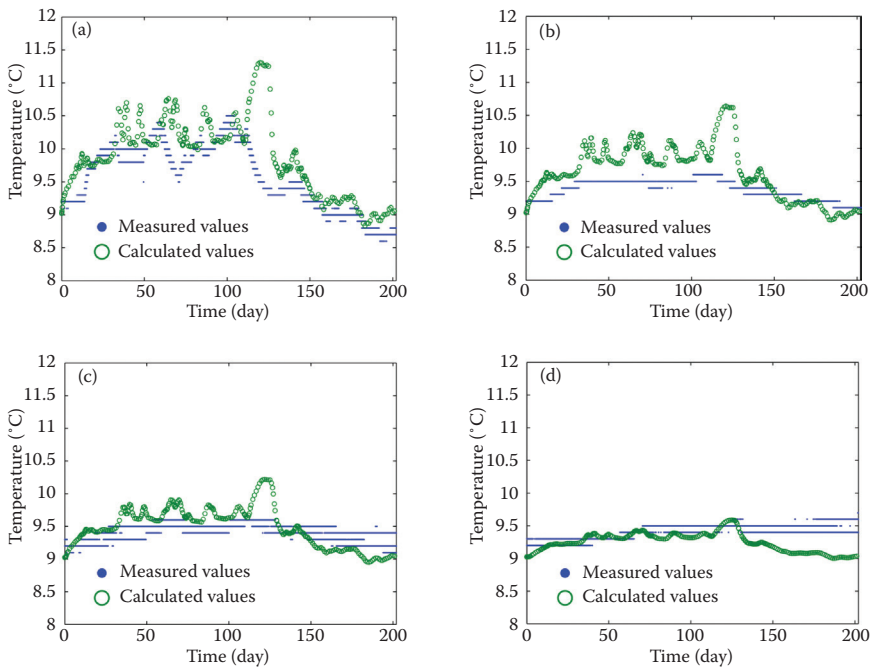 (a)
12
11.5
11
10.5
10
9.5
9
8.5
8
Temperature (°C)
Measured values
Calculated values
0
50
100
150
200
Time (day)
(b)
12
11.5
11
10.5
10
9.5
9
8.5
8
Temperature (°C)
Measured values
Calculated values
0
50
100
150
200
Time (day)
(c)
12
11.5
11
10.5
10
9.5
9
8.5
8
Temperature (°C)
Measured values
Calculated values
0
50
100
150
200
Time (day)
(d)
12
11.5
11
10.5
10
9.5
9
8.5
8
Temperature (°C)
Measured values
Calculated values
0
50
100
150
200
Time (day)